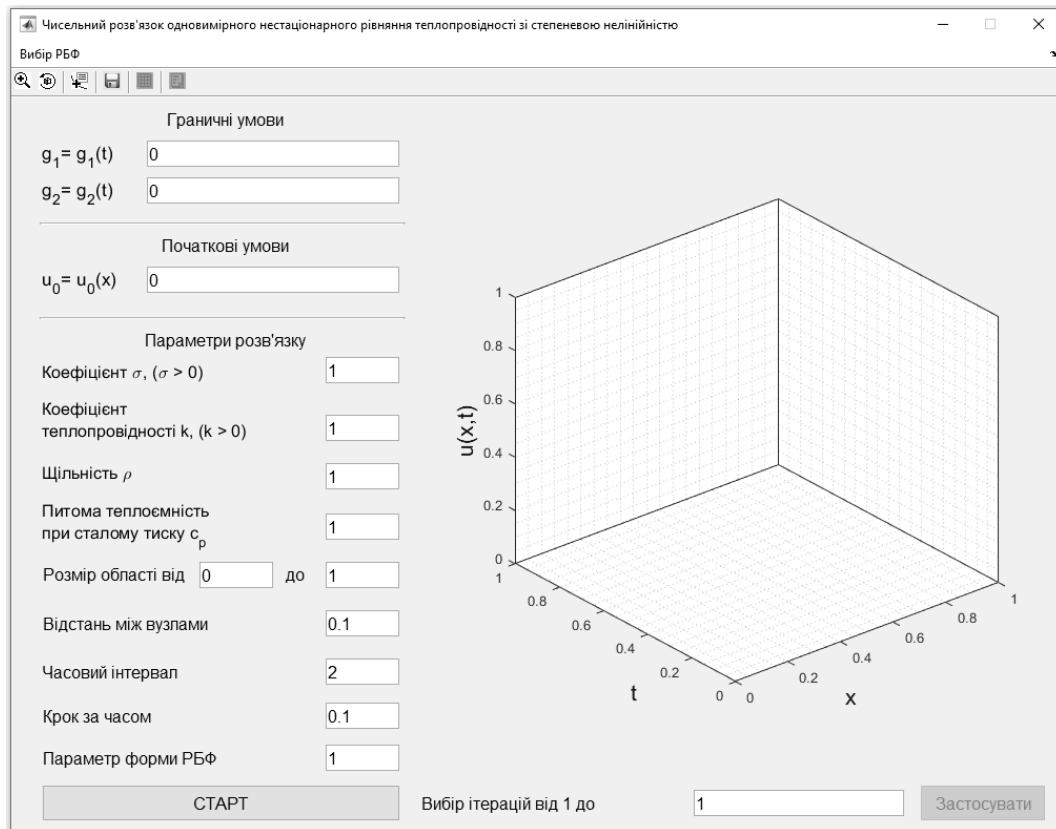 Чисельний розв'язок одновимірного нестаціонарного рівняння теплопровідності зі степеневою нелінійністю
Вибір РБФ
Граничні умови
g1= g1(t) 0
g2= g2(t) 0
Початкові умови
u0= u0(x) 0
Параметри розв'язку
Коефіцієнт σ, (σ > 0) 1
Коефіцієнт
теплопровідності k, (k > 0) 1
Щільність ρ 1
Питома теплоємність
при сталому тиску cp 1
Розмір області від 0 до 1
Відстань між вузлами 0.1
Часовий інтервал 2
Крок за часом 0.1
Параметр форми РБФ 1
СТАРТ
u(x,t)
1
0.8
0.6
0.4
0.2
0
1
0.8
0.6
0.4
0.2
0
t
0
0.2
0.4
0.6
0.8
1
x
Вибір ітерацій від 1 до 1 Застосувати